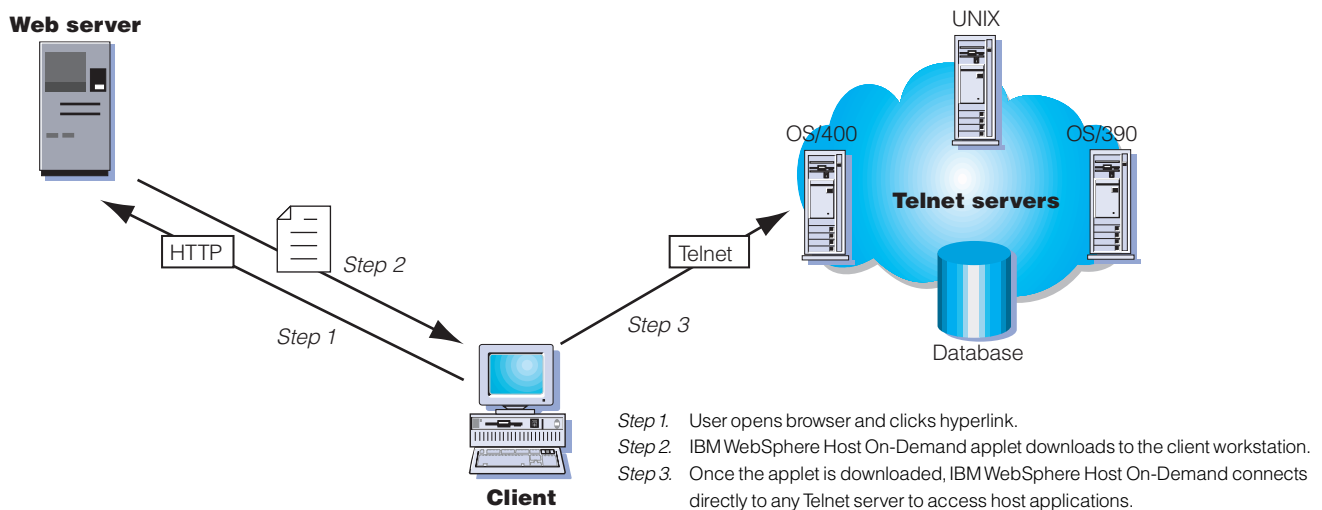 Web server
UNIX
OS/400
OS/390
Telnet servers
HTTP
Step 2
Telnet
Step 1
Step 3
Database
Client
Step 1. User opens browser and clicks hyperlink.
Step 2. IBM WebSphere Host On-Demand applet downloads to the client workstation.
Step 3. Once the applet is downloaded, IBM WebSphere Host On-Demand connects
directly to any Telnet server to access host applications.